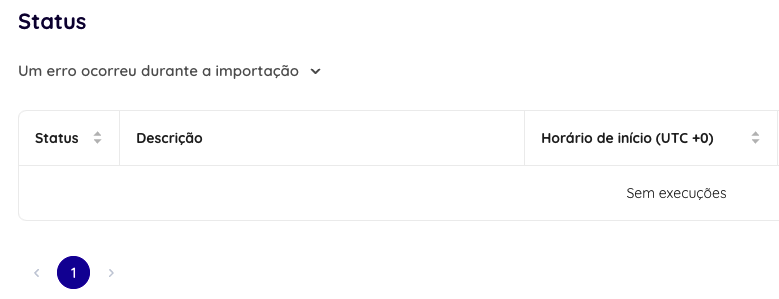 Status
Um erro ocorreu durante a importação
Status Descrição Horário de início (UTC +0)
Sem execuções
1